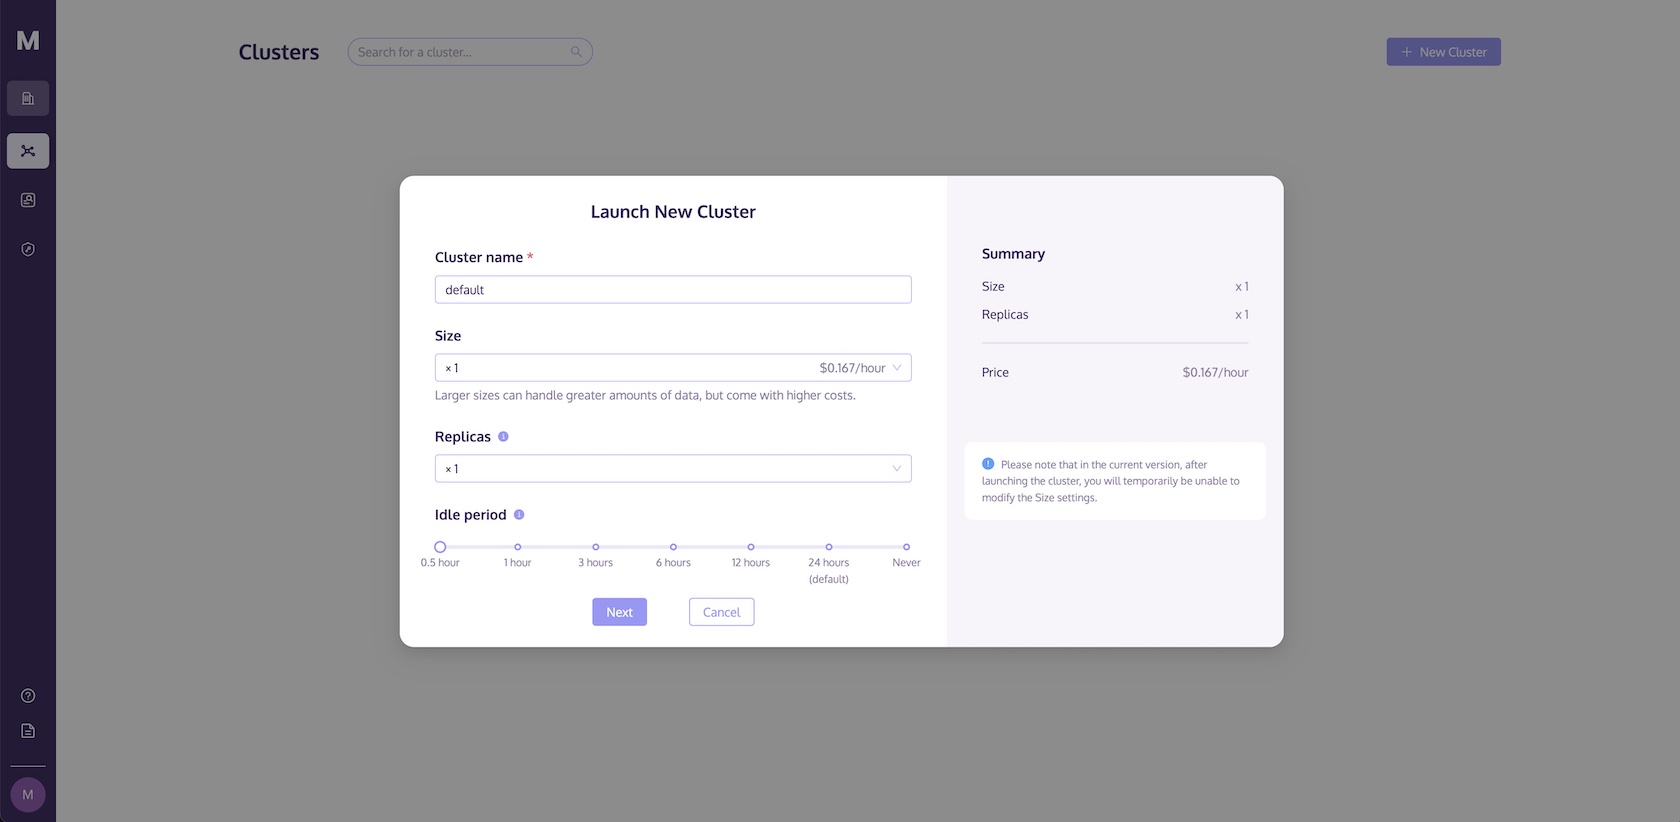 M
Clusters
Search for a cluster...
+ New Cluster
Launch New Cluster
Cluster name *
default
Size
× 1 $0.167/hour
Larger sizes can handle greater amounts of data, but come with higher costs.
Replicas
× 1
Idle period
0.5 hour 1 hour 3 hours 6 hours 12 hours 24 hours Never
(default)
Next Cancel
Summary
Size x 1
Replicas x 1
Price $0.167/hour
Please note that in the current version, after
launching the cluster, you will temporarily be unable to
modify the Size settings.
M